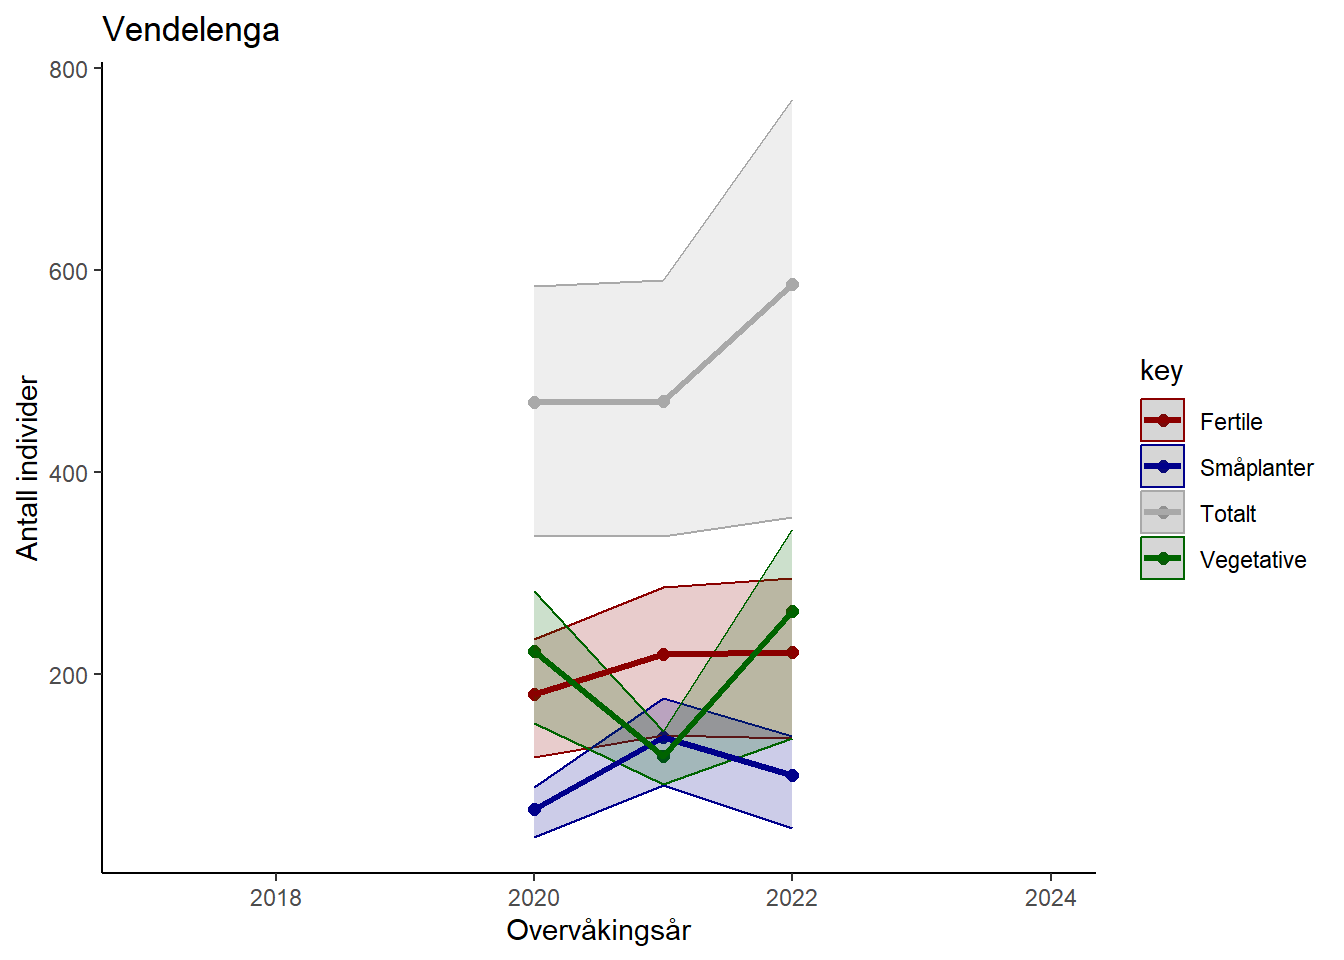 Vendelenga
800
600
400
200
Antall individer
2018
2020
2022
2024
Overvåkingsår
key
Fertile
Småplanter
Totalt
Vegetative